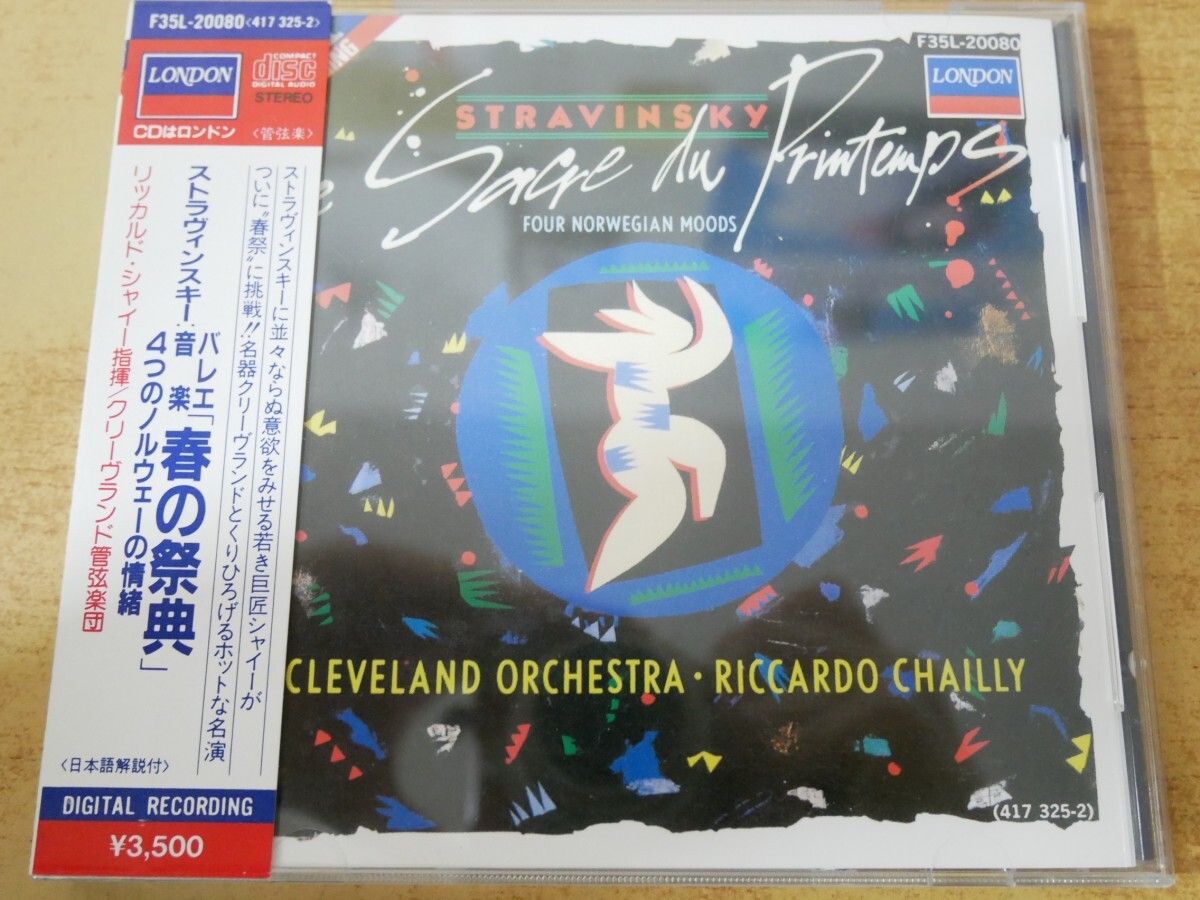 F35L-20080<417 325-2>
LONDON
COMPACT
disc
DIGITAL AUDIO
STEREO
CDはロンドン
〈管弦楽〉
ストラヴィンスキーに並々ならぬ意欲をみせる若き巨匠シャイーが
ついに“春祭”に挑戦!!名器クリーヴランドとくりひろげるホットな名演
ストラヴィンスキー:バレエ音楽「春の祭典」
4つのノルウェーの情緒
リッカルド・シャイー指揮/クリーヴランド管弦楽団
〈日本語解説付〉
DIGITAL RECORDING
¥3,500
F35L-20080
LONDON
STRAVINSKY
Sacre du Printemps
FOUR NORWEGIAN MOODS
CLEVELAND ORCHESTRA・RICCARDO CHAILLY
(417 325-2)